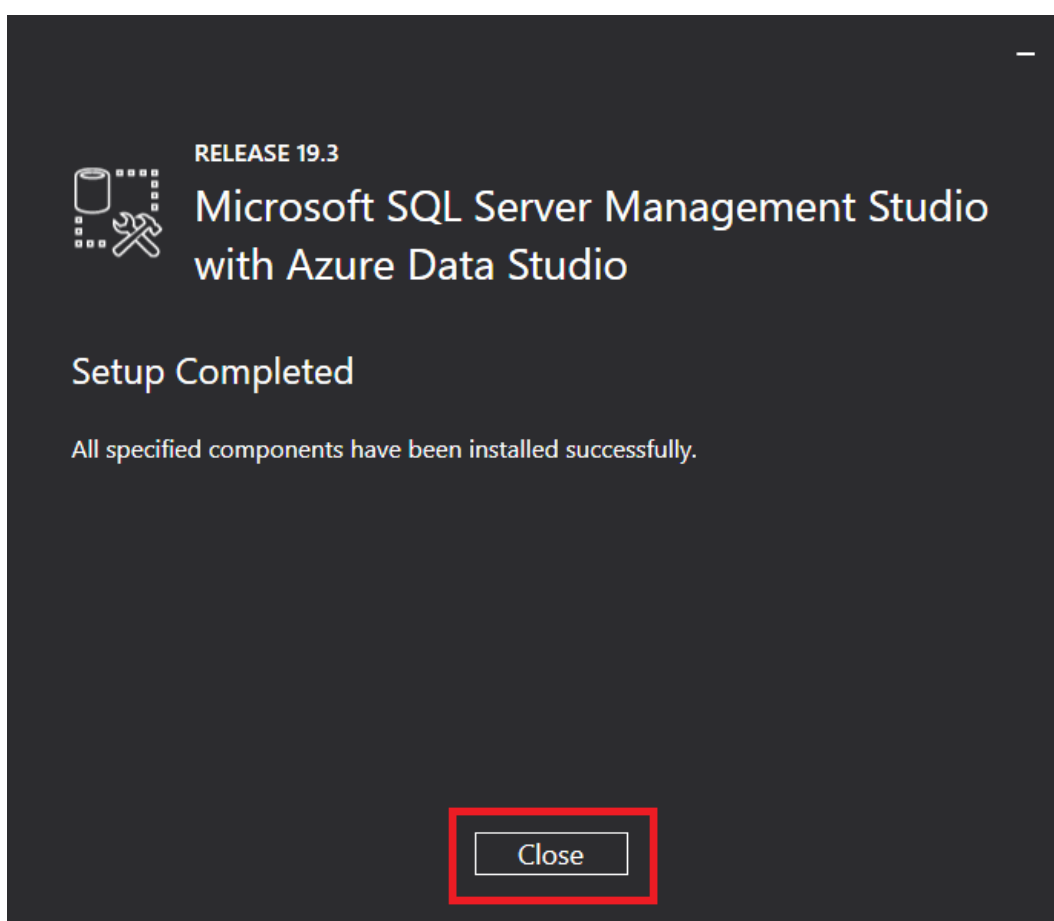 RELEASE 19.3
Microsoft SQL Server Management Studio
with Azure Data Studio
Setup Completed
All specified components have been installed successfully.
Close